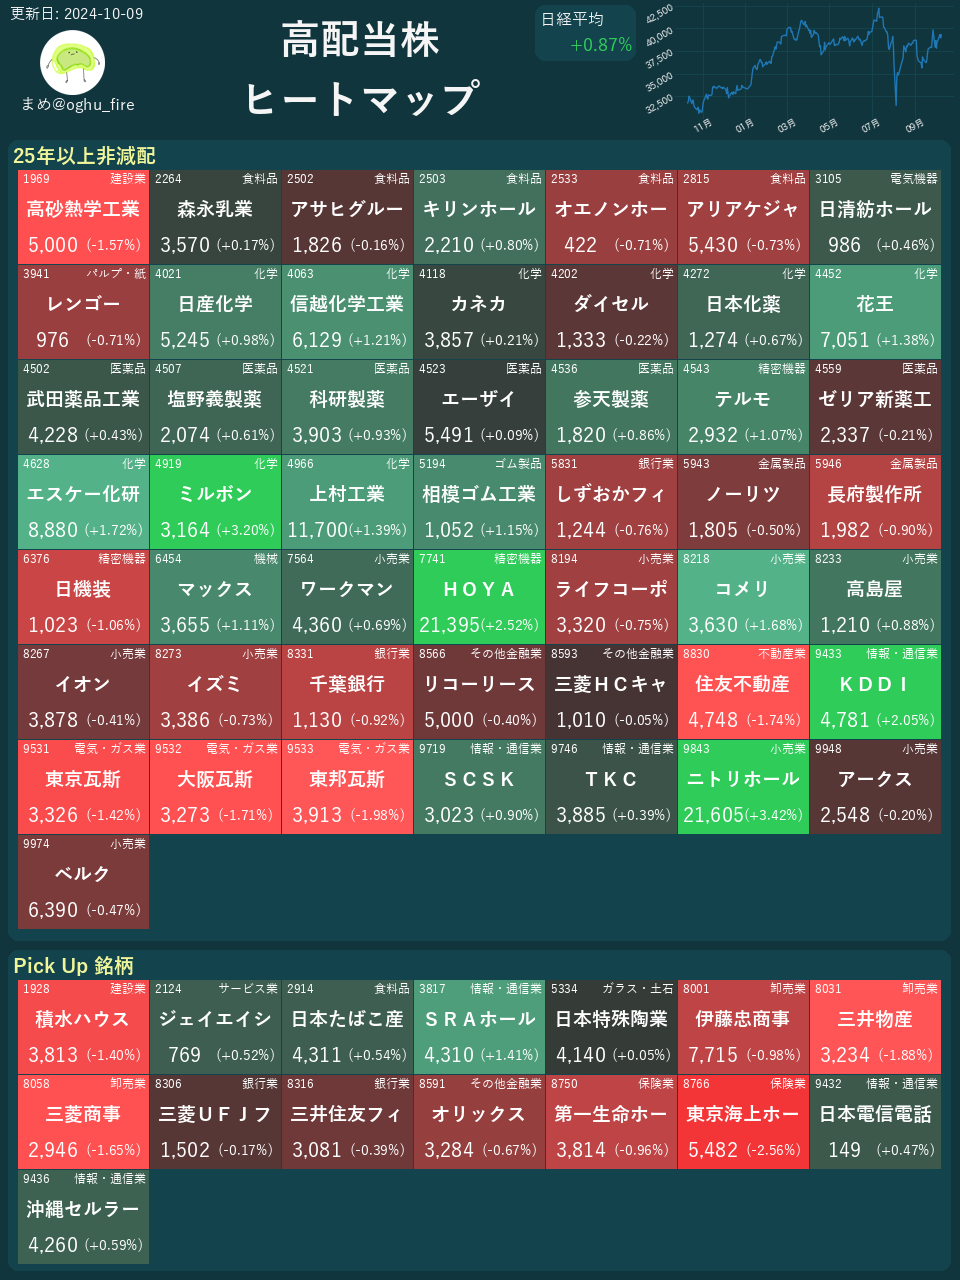 更新日: 2024-10-09
まめ@oghu_fire
高配当株
ヒートマップ
日経平均
+0.87%
42,500
40,000
37,500
35,000
32,500
11月 01月 03月 05月 07月 09月
25年以上非減配
1969 建設業 2264 食料品 2502 食料品 2503 食料品 2533 食料品 2815 食料品 3105 電気機器
高砂熱学工業 森永乳業 アサヒグルー キリンホール オエノンホー アリアケジャ 日清紡ホール
5,000 (-1.57%) 3,570 (+0.17%) 1,826 (-0.16%) 2,210 (+0.80%) 422 (-0.71%) 5,430 (-0.73%) 986 (+0.46%)
3941 パルプ・紙 4021 化学 4063 化学 4118 化学 4202 化学 4272 化学 4452 化学
レンゴー 日産化学 信越化学工業 カネカ ダイセル 日本化薬 花王
976 (-0.71%) 5,245 (+0.98%) 6,129 (+1.21%) 3,857 (+0.21%) 1,333 (-0.22%) 1,274 (+0.67%) 7,051 (+1.38%)
4502 医薬品 4507 医薬品 4521 医薬品 4523 医薬品 4536 医薬品 4543 精密機器 4559 医薬品
武田薬品工業 塩野義製薬 科研製薬 エーザイ 参天製薬 テルモ ゼリア新薬工
4,228 (+0.43%) 2,074 (+0.61%) 3,903 (+0.93%) 5,491 (+0.09%) 1,820 (+0.86%) 2,932 (+1.07%) 2,337 (-0.21%)
4628 化学 4919 化学 4966 化学 5194 ゴム製品 5831 銀行業 5943 金属製品 5946 金属製品
エスケー化研 ミルボン 上村工業 相模ゴム工業 しずおかフィ ノーリツ 長府製作所
8,880 (+1.72%) 3,164 (+3.20%) 11,700(+1.39%) 1,052 (+1.15%) 1,244 (-0.76%) 1,805 (-0.50%) 1,982 (-0.90%)
6376 精密機器 6454 機械 7564 小売業 7741 精密機器 8194 小売業 8218 小売業 8233 小売業
日機装 マックス ワークマン ＨＯＹＡ ライフコーポ コメリ 高島屋
1,023 (-1.06%) 3,655 (+1.11%) 4,360 (+0.69%) 21,395(+2.52%) 3,320 (-0.75%) 3,630 (+1.68%) 1,210 (+0.88%)
8267 小売業 8273 小売業 8331 銀行業 8566 その他金融業 8593 その他金融業 8830 不動産業 9433 情報・通信業
イオン イズミ 千葉銀行 リコーリース 三菱ＨＣキャ 住友不動産 ＫＤＤＩ
3,878 (-0.41%) 3,386 (-0.73%) 1,130 (-0.92%) 5,000 (-0.40%) 1,010 (-0.05%) 4,748 (-1.74%) 4,781 (+2.05%)
9531 電気・ガス業 9532 電気・ガス業 9533 電気・ガス業 9719 情報・通信業 9746 情報・通信業 9843 小売業 9948 小売業
東京瓦斯 大阪瓦斯 東邦瓦斯 ＳＣＳＫ ＴＫＣ ニトリホール アークス
3,326 (-1.42%) 3,273 (-1.71%) 3,913 (-1.98%) 3,023 (+0.90%) 3,885 (+0.39%) 21,605(+3.42%) 2,548 (-0.20%)
9974 小売業
ベルク
6,390 (-0.47%)
Pick Up 銘柄
1928 建設業 2124 サービス業 2914 食料品 3817 情報・通信業 5334 ガラス・土石 8001 卸売業 8031 卸売業
積水ハウス ジェイエイシ 日本たばこ産 ＳＲＡホール 日本特殊陶業 伊藤忠商事 三井物産
3,813 (-1.40%) 769 (+0.52%) 4,311 (+0.54%) 4,310 (+1.41%) 4,140 (+0.05%) 7,715 (-0.98%) 3,234 (-1.88%)
8058 卸売業 8306 銀行業 8316 銀行業 8591 その他金融業 8750 保険業 8766 保険業 9432 情報・通信業
三菱商事 三菱ＵＦＪフ 三井住友フィ オリックス 第一生命ホー 東京海上ホー 日本電信電話
2,946 (-1.65%) 1,502 (-0.17%) 3,081 (-0.39%) 3,284 (-0.67%) 3,814 (-0.96%) 5,482 (-2.56%) 149 (+0.47%)
9436 情報・通信業
沖縄セルラー
4,260 (+0.59%)